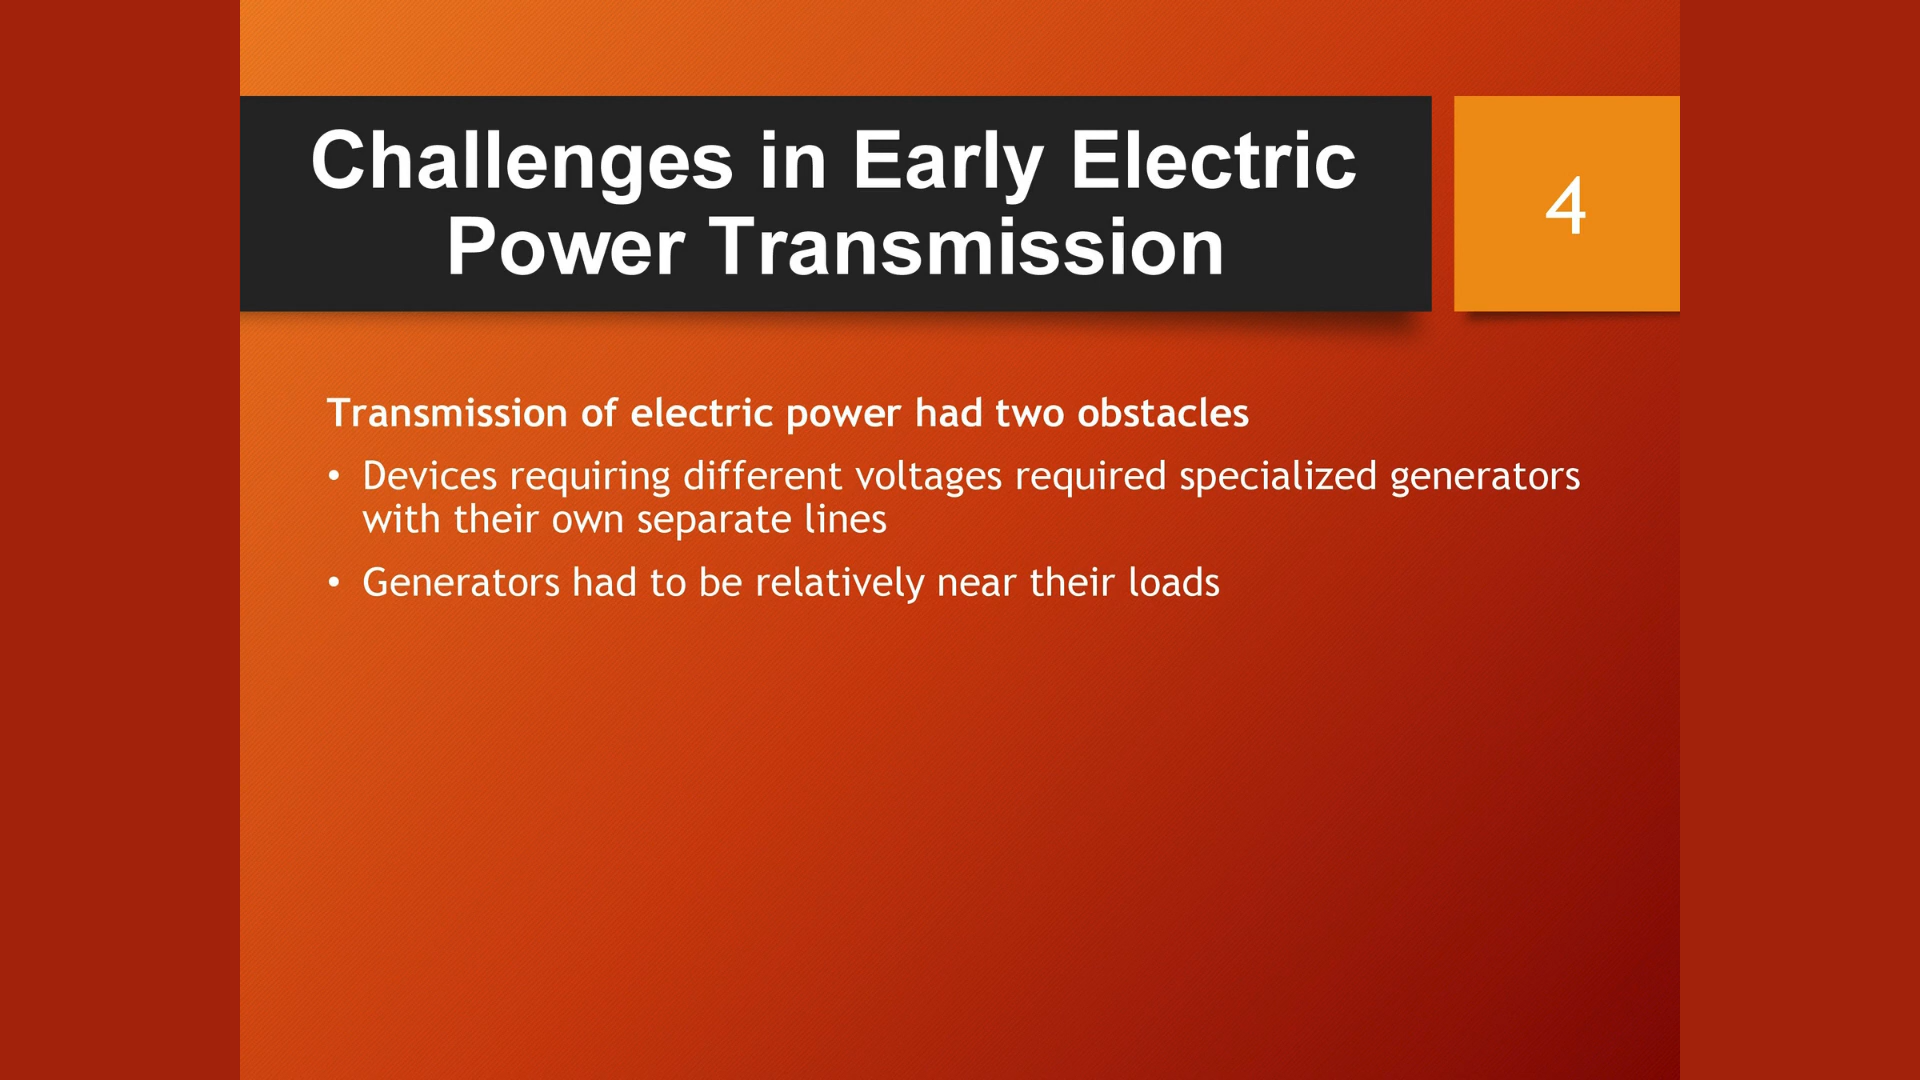 Challenges in Early Electric
Power Transmission
4
Transmission of electric power had two obstacles
• Devices requiring different voltages required specialized generators
with their own separate lines
• Generators had to be relatively near their loads